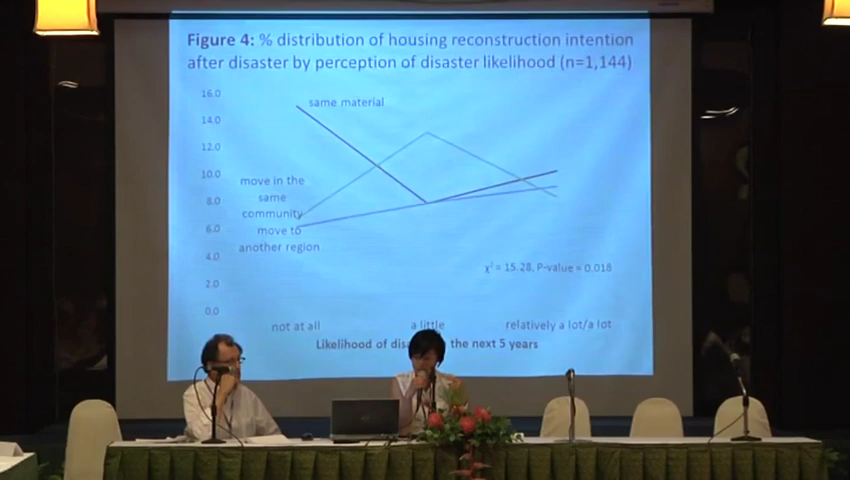 Figure 4: % distribution of housing reconstruction intention
after disaster by perception of disaster likelihood (n=1,144)
16.0
same material
14.0
12.0
10.0
move in the
same
8.0
community
6.0
move to
another region
4.0
χ² = 15.28, P-value = 0.018
2.0
0.0
not at all
a little
relatively a lot/a lot
Likelihood of the next 5 years